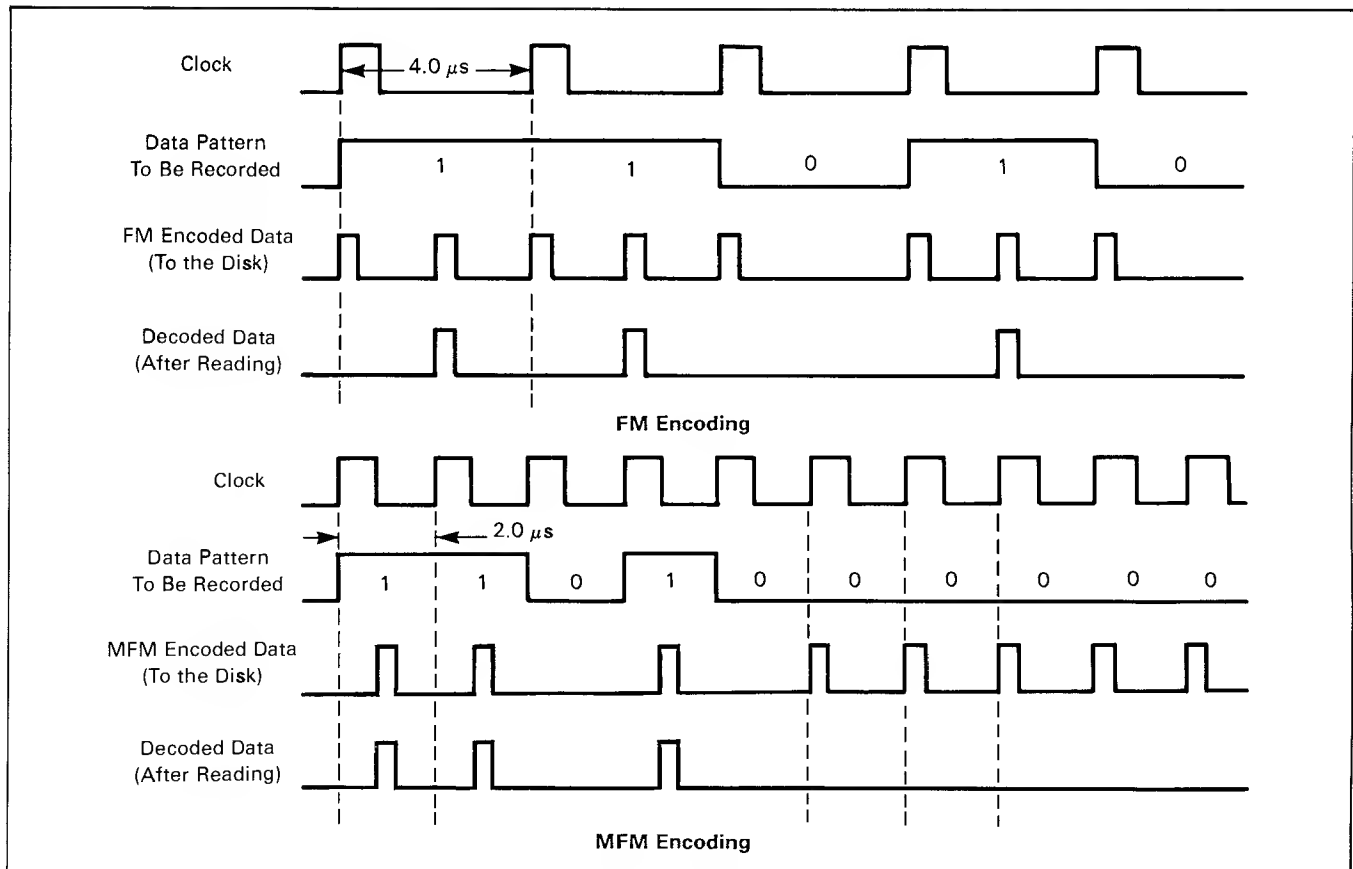 Clock
4.0 μs
Data Pattern
To Be Recorded
1 1 0 1 0
FM Encoded Data
(To the Disk)
Decoded Data
(After Reading)
FM Encoding
Clock
2.0 μs
Data Pattern
To Be Recorded
1 1 0 1 0 0 0 0 0 0
MFM Encoded Data
(To the Disk)
Decoded Data
(After Reading)
MFM Encoding